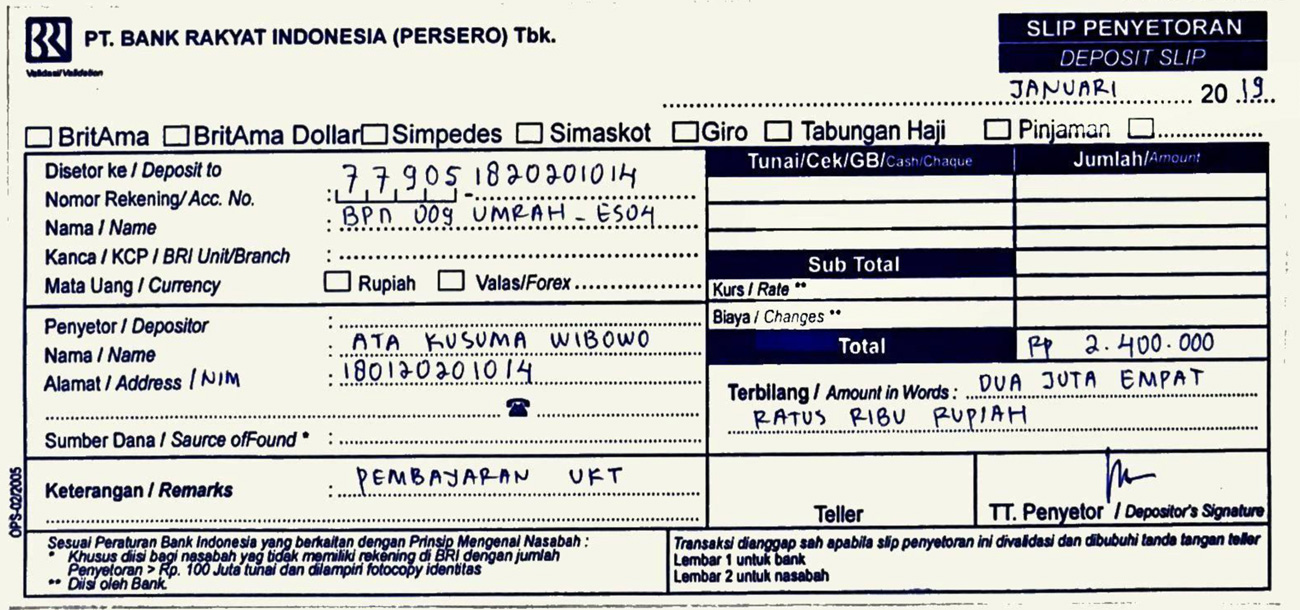 BRI PT. BANK RAKYAT INDONESIA (PERSERO) Tbk.
Validasi/Validation
SLIP PENYETORAN
DEPOSIT SLIP
JANUARI 20 19
BritAma BritAma Dollar Simpedes Simaskot Giro Tabungan Haji Pinjaman
Disetor ke / Deposit to
Nomor Rekening/ Acc. No. : 77905 - 1820201014
Nama / Name : BPN 009 UMRAH - ES04
Kanca / KCP / BRI Unit/Branch :
Mata Uang / Currency : Rupiah Valas/Forex
Penyetor / Depositor :
Nama / Name : ATA KUSUMA WIBOWO
Alamat / Address / NIM : 180120201014
Sumber Dana / Saurce ofFound * :
Keterangan / Remarks : PEMBAYARAN UKT
Tunai/Cek/GB/Cash/Chaque Jumlah/Amount
Sub Total
Kurs / Rate **
Biaya / Changes **
Total Rp 2.400.000
Terbilang / Amount in Words : DUA JUTA EMPAT
RATUS RIBU RUPIAH
Teller
TT. Penyetor / Depositor's Signature
OPS-02/2005
Sesuai Peraturan Bank Indonesia yang berkaitan dengan Prinsip Mengenal Nasabah :
* Khusus diisi bagi nasabah yag tidak memiliki rekening di BRI dengan jumlah
Penyetoran > Rp. 100 Juta tunai dan dilampiri fotocopy identitas
** Diisi oleh Bank
Transaksi dianggap sah apabila slip penyetoran ini divalidasi dan dibubuhi tanda tangan teller
Lembar 1 untuk bank
Lembar 2 untuk nasabah